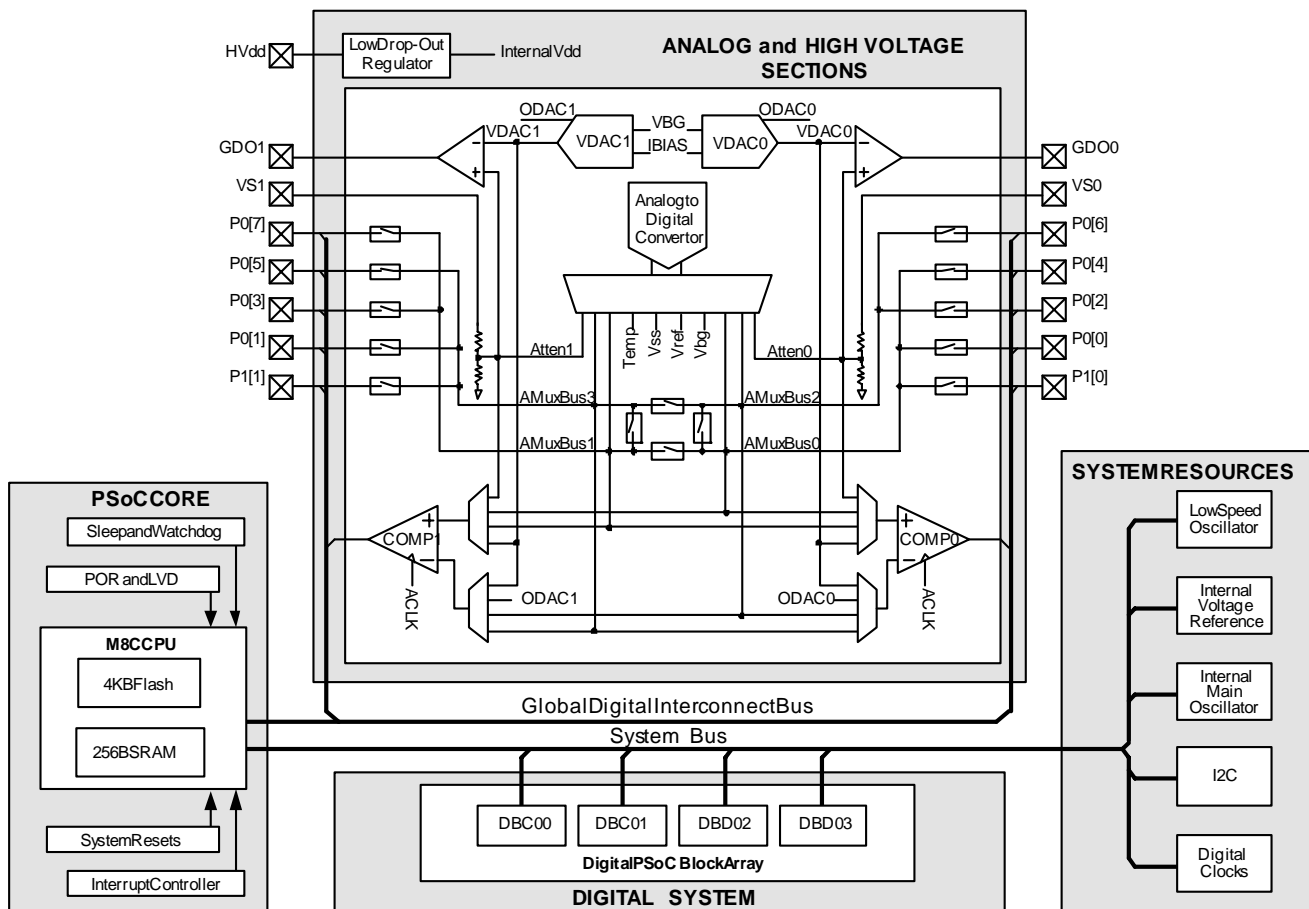 ANALOG and HIGH VOLTAGE
SECTIONS
HVdd
LowDrop-Out
Regulator
InternalVdd
ODAC1
ODAC0
VDAC1
VDAC1
VBG
IBIAS
VDAC0
VDAC0
GDO1
GDO0
VS1
VS0
P0[7]
P0[6]
P0[5]
P0[4]
P0[3]
P0[2]
P0[1]
P0[0]
P1[1]
P1[0]
Analogto
Digital
Convertor
Temp
Vss
Vref
Vbg
Atten1
Atten0
AMuxBus3
AMuxBus2
AMuxBus1
AMuxBus0
COMP1
COMP0
ACLK
ODAC1
ODAC0
ACLK
PSoCCORE
SleepandWatchdog
POR andLVD
M8CCPU
4KBFlash
256BSRAM
SystemResets
InterruptController
GlobalDigitalInterconnectBus
System Bus
DBC00
DBC01
DBD02
DBD03
DigitalPSoC BlockArray
DIGITAL SYSTEM
SYSTEMRESOURCES
LowSpeed
Oscillator
Internal
Voltage
Reference
Internal
Main
Oscillator
I2C
Digital
Clocks